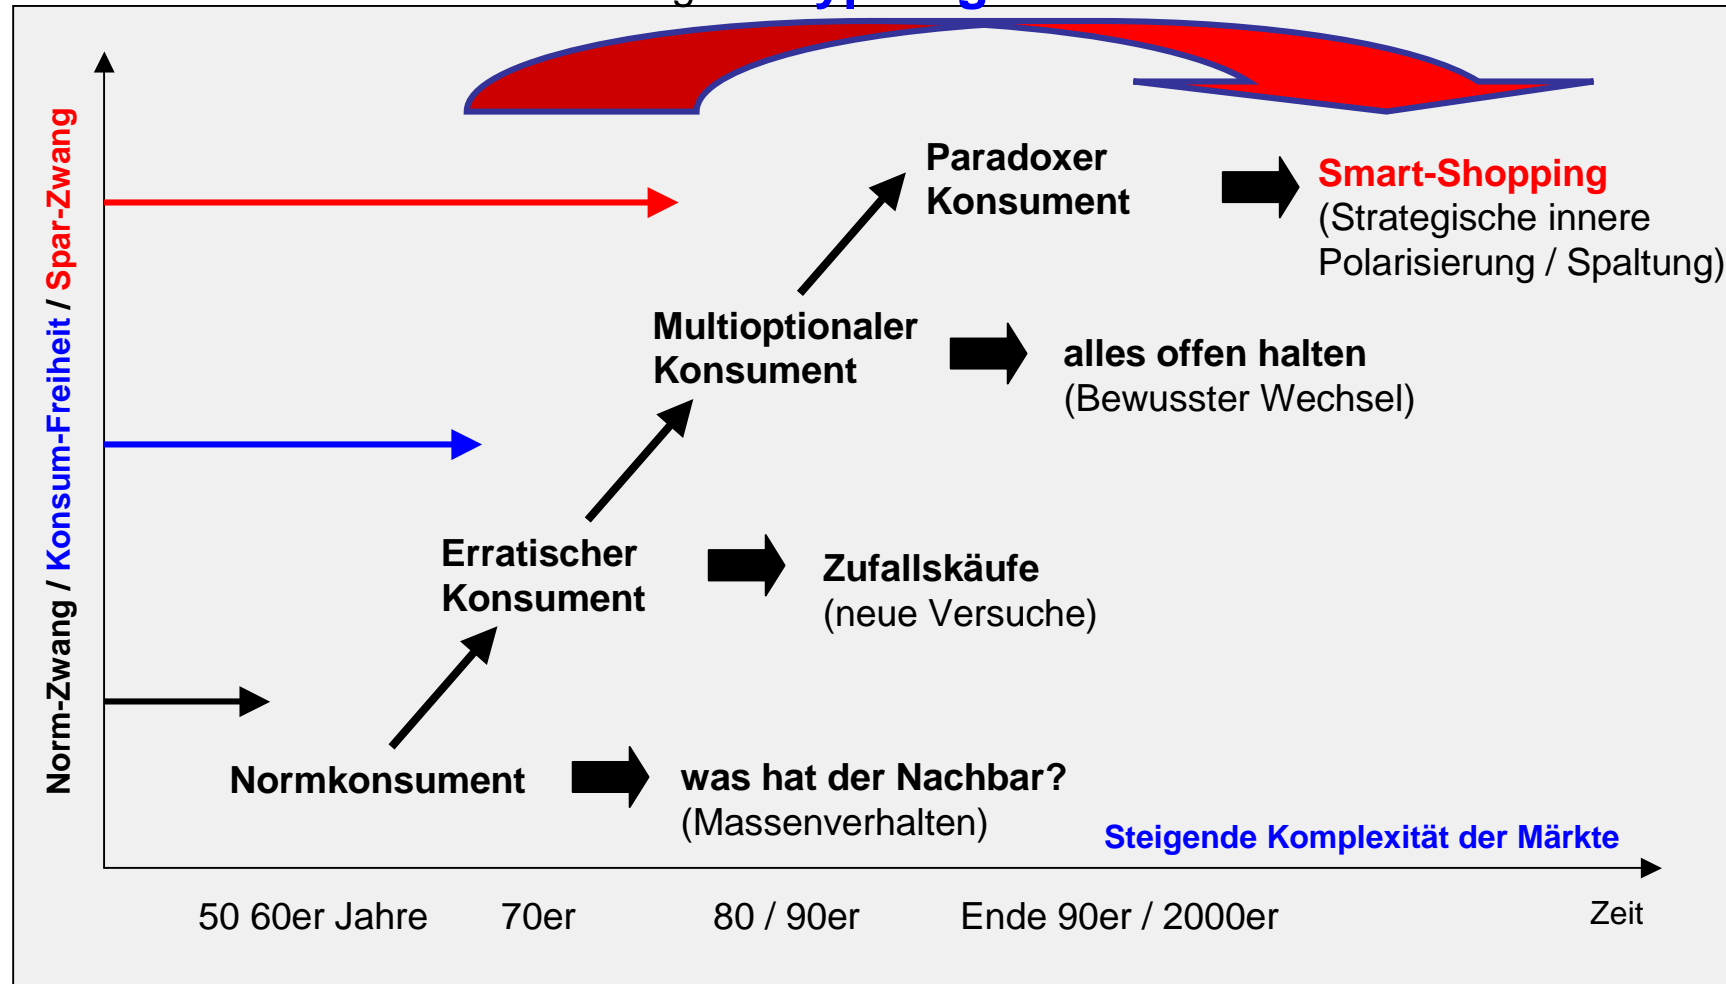 Norm-Zwang / Konsum-Freiheit / Spar-Zwang
Paradoxer
Konsument
Smart-Shopping
(Strategische innere
Polarisierung / Spaltung)
Multioptionaler
Konsument
alles offen halten
(Bewusster Wechsel)
Erratischer
Konsument
Zufallskäufe
(neue Versuche)
Normkonsument
was hat der Nachbar?
(Massenverhalten)
Steigende Komplexität der Märkte
50 60er Jahre
70er
80 / 90er
Ende 90er / 2000er
Zeit